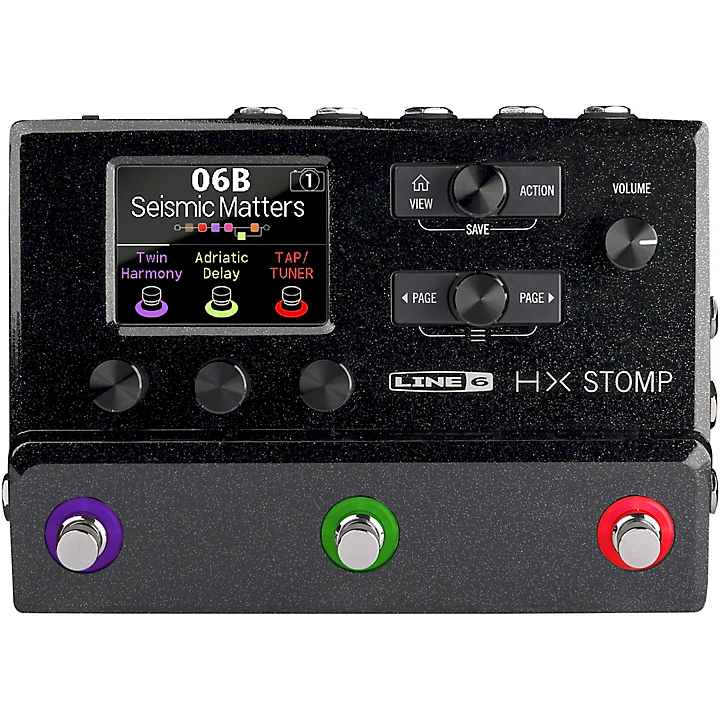 06B
1
Seismic Matters
Twin Harmony
Adriatic Delay
TAP/TUNER
VIEW
ACTION
SAVE
VOLUME
PAGE
PAGE
LINE 6
HX STOMP